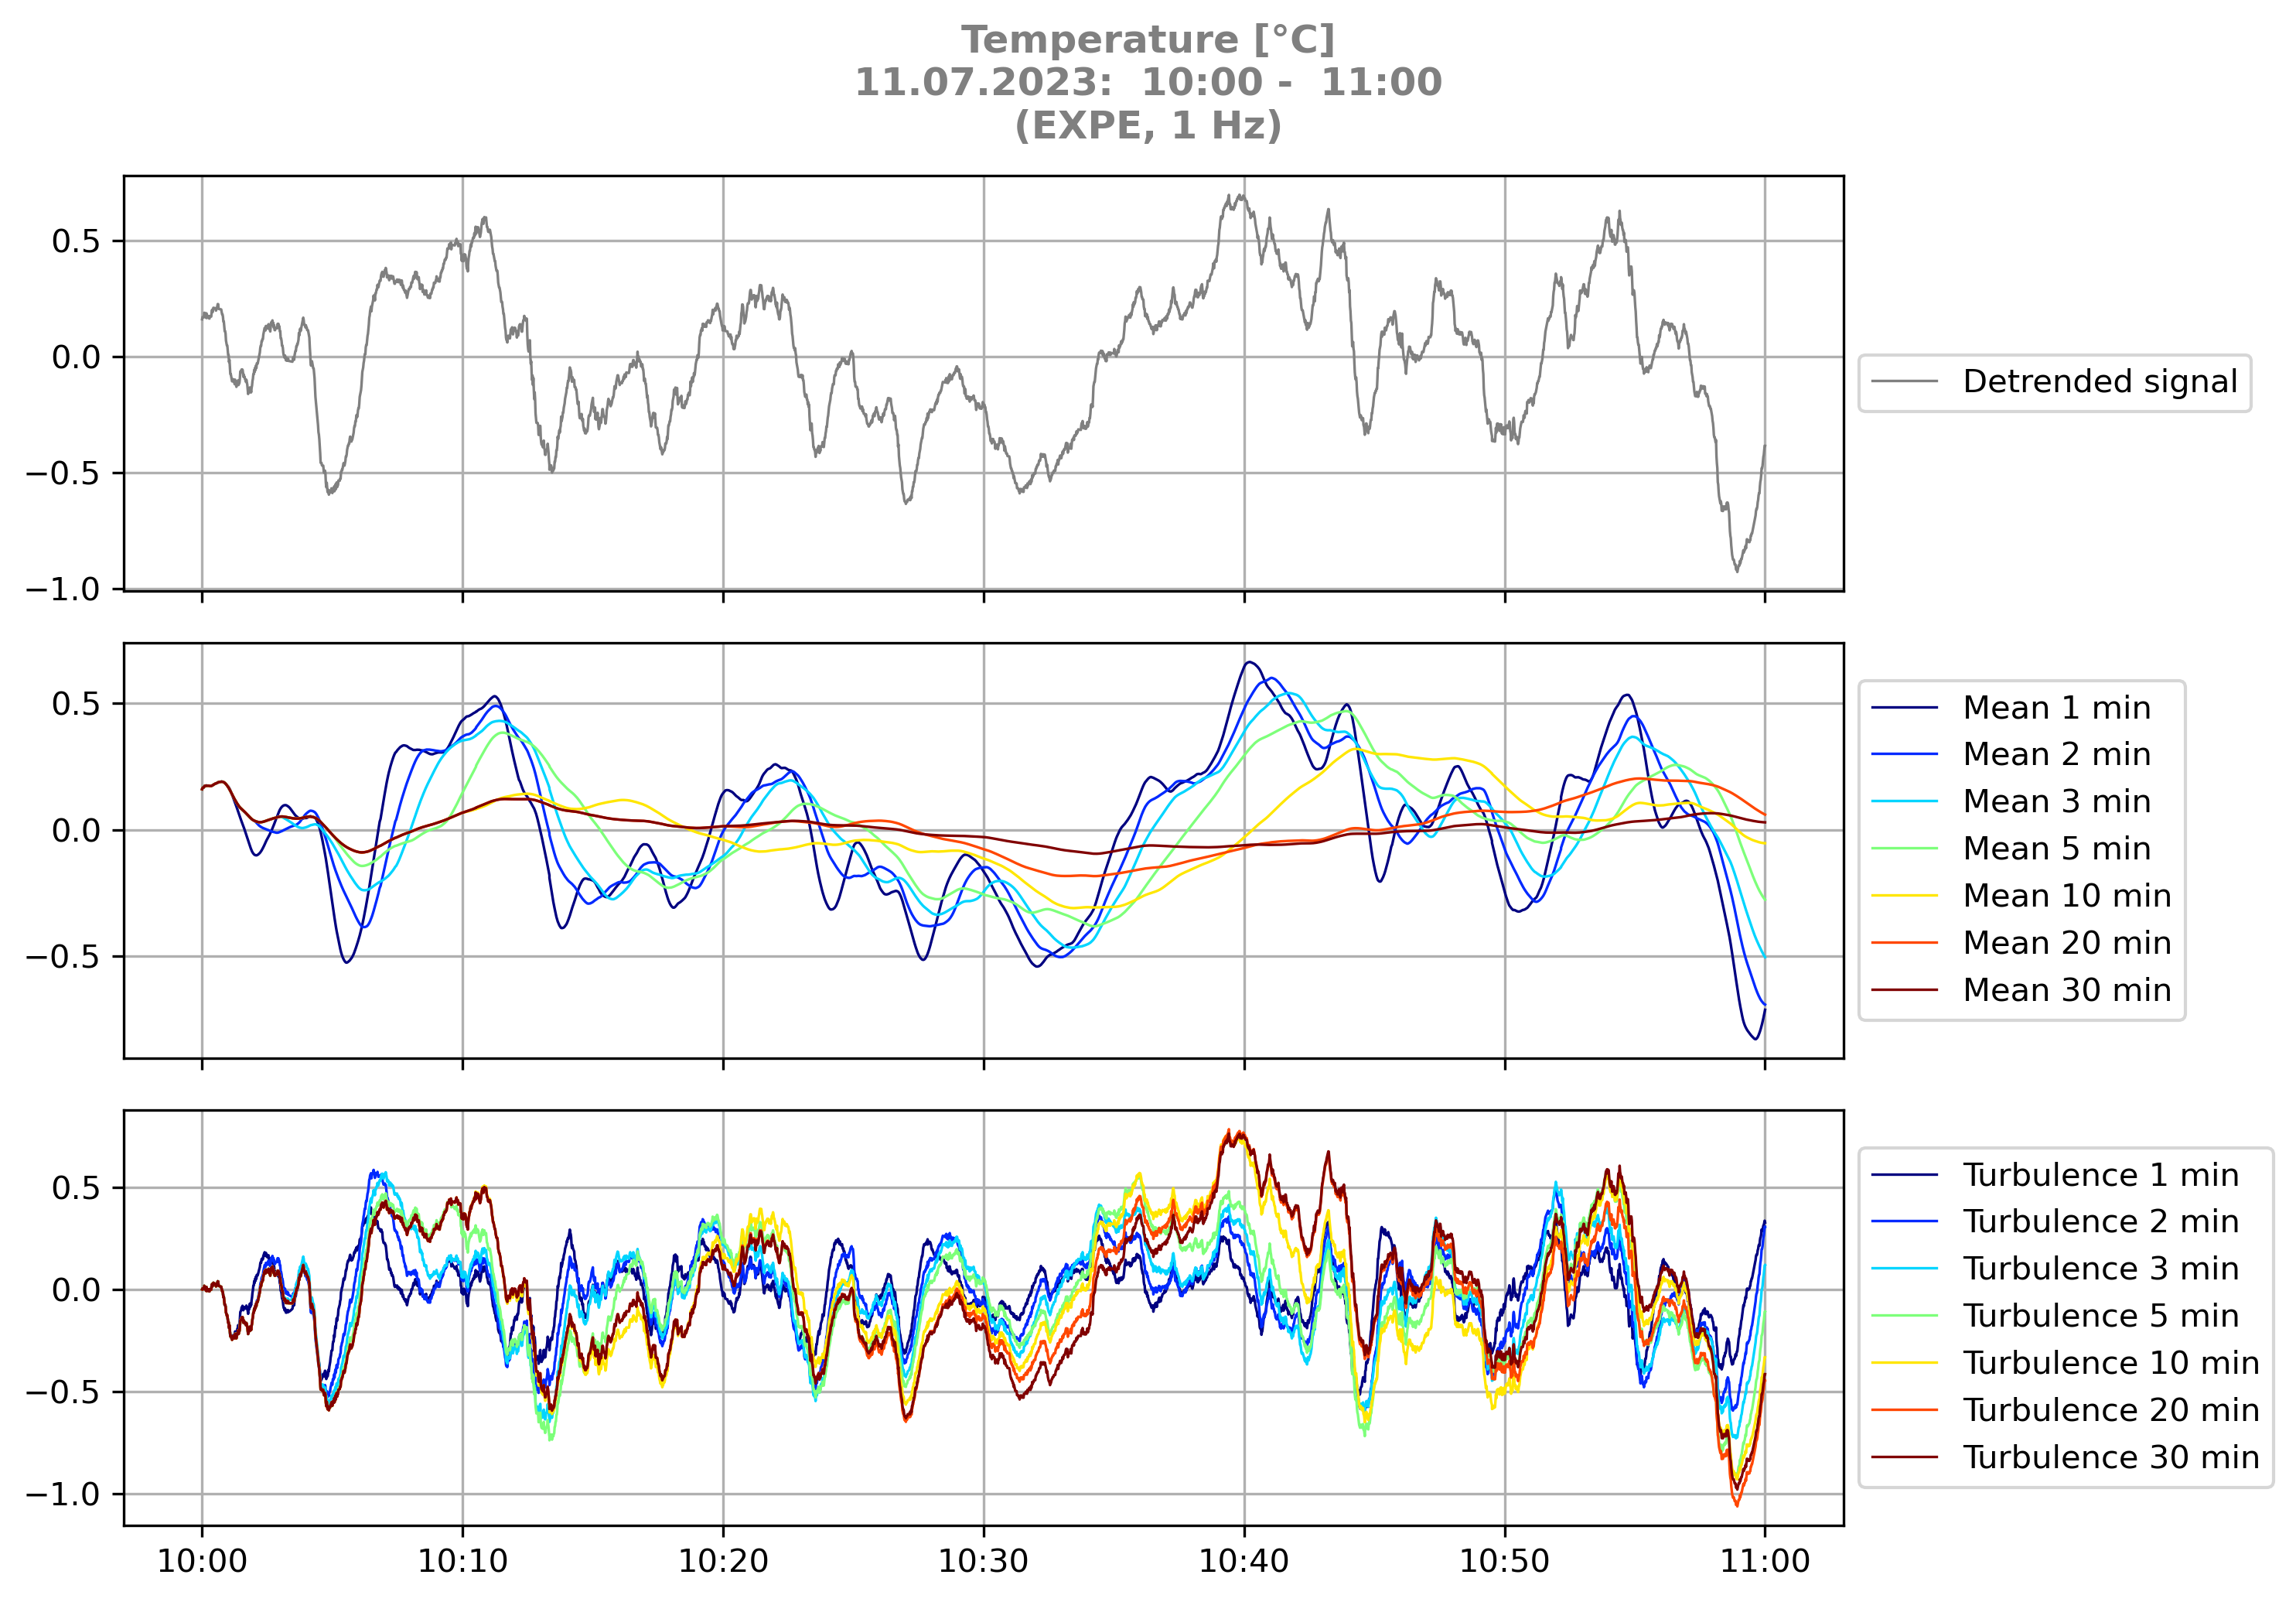 Temperature [°C]
11.07.2023:  10:00 -  11:00
(EXPE, 1 Hz)
0.5
0.0
−0.5
−1.0
Detrended signal
0.5
0.0
−0.5
Mean 1 min
Mean 2 min
Mean 3 min
Mean 5 min
Mean 10 min
Mean 20 min
Mean 30 min
0.5
0.0
−0.5
−1.0
Turbulence 1 min
Turbulence 2 min
Turbulence 3 min
Turbulence 5 min
Turbulence 10 min
Turbulence 20 min
Turbulence 30 min
10:00 10:10 10:20 10:30 10:40 10:50 11:00